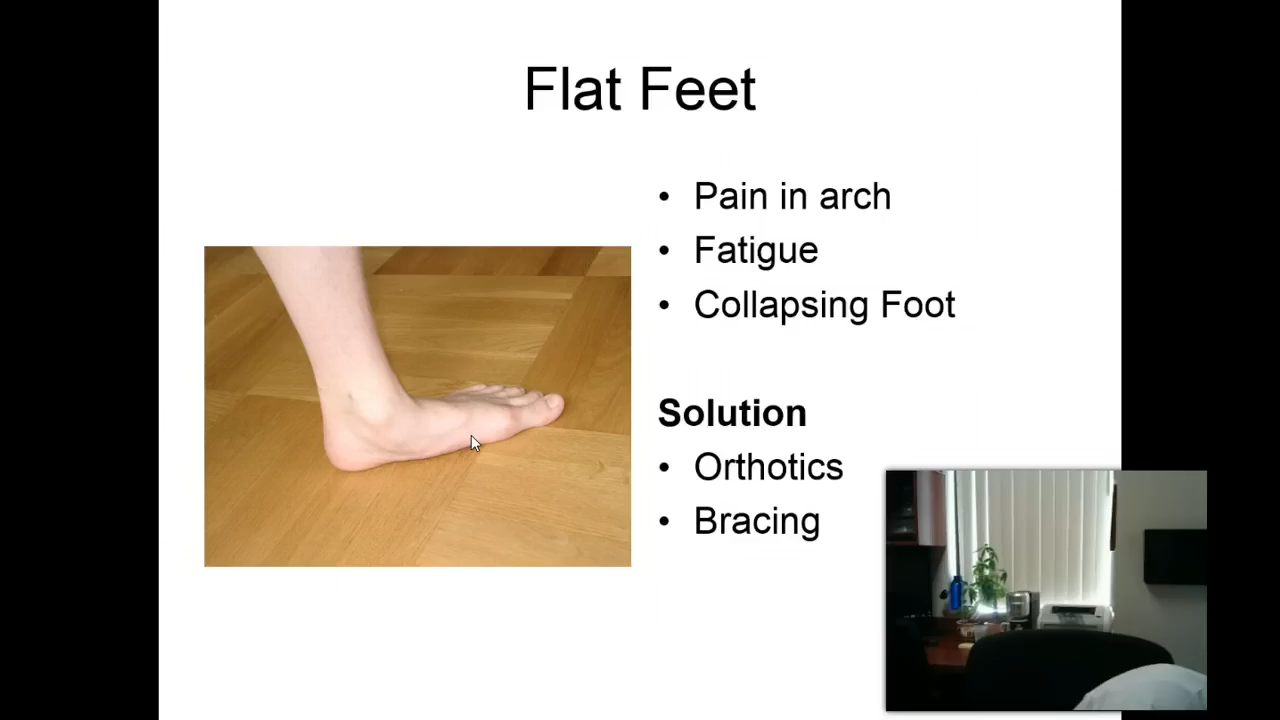 Flat Feet
• Pain in arch
• Fatigue
• Collapsing Foot
Solution
• Orthotics
• Bracing